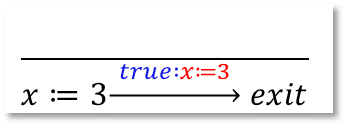 true:x:=3
x := 3 ⟶ exit